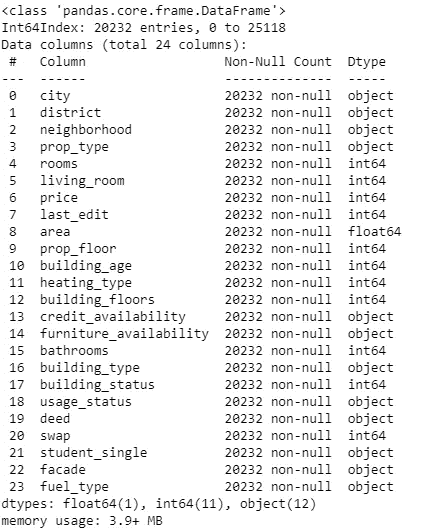 <class 'pandas.core.frame.DataFrame'>
Int64Index: 20232 entries, 0 to 25118
Data columns (total 24 columns):
 #   Column                  Non-Null Count  Dtype
---  ------                  --------------  -----
 0   city                    20232 non-null  object
 1   district                20232 non-null  object
 2   neighborhood            20232 non-null  object
 3   prop_type               20232 non-null  object
 4   rooms                   20232 non-null  int64
 5   living_room             20232 non-null  int64
 6   price                   20232 non-null  int64
 7   last_edit               20232 non-null  int64
 8   area                    20232 non-null  float64
 9   prop_floor              20232 non-null  int64
 10  building_age            20232 non-null  int64
 11  heating_type            20232 non-null  int64
 12  building_floors         20232 non-null  int64
 13  credit_availability     20232 non-null  object
 14  furniture_availability  20232 non-null  object
 15  bathrooms               20232 non-null  int64
 16  building_type           20232 non-null  object
 17  building_status         20232 non-null  int64
 18  usage_status            20232 non-null  object
 19  deed                    20232 non-null  object
 20  swap                    20232 non-null  int64
 21  student_single          20232 non-null  object
 22  facade                  20232 non-null  object
 23  fuel_type               20232 non-null  object
dtypes: float64(1), int64(11), object(12)
memory usage: 3.9+ MB